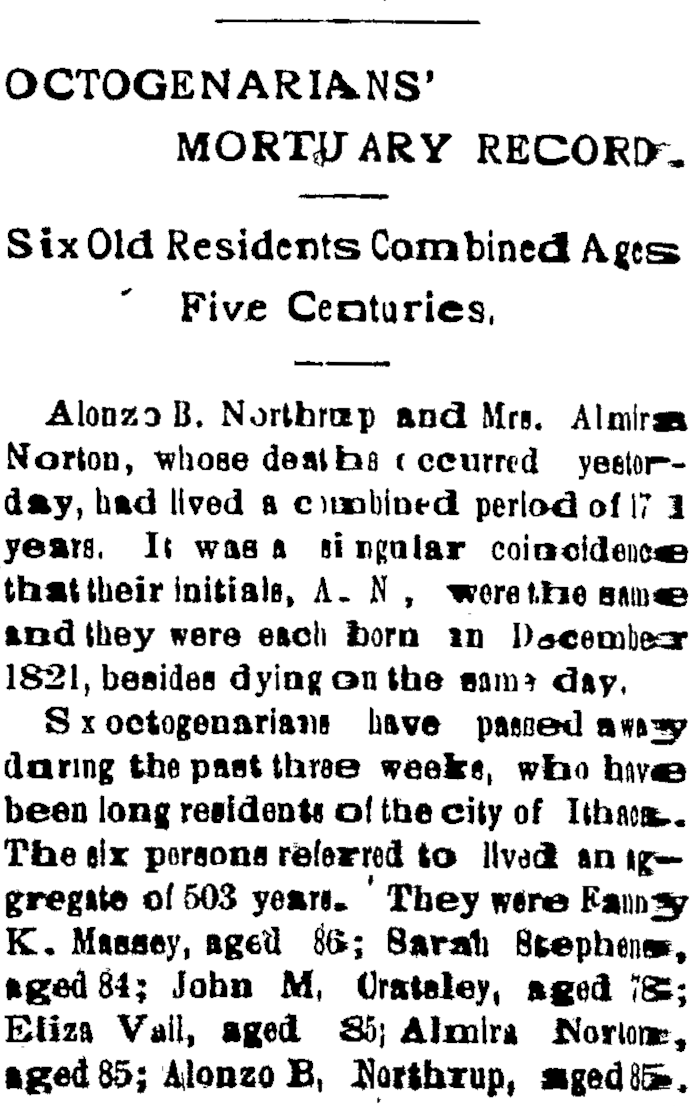 OCTOGENARIANS'
MORTUARY RECORD.
Six Old Residents Combined Ages
Five Centuries.
Alonzo B. Northrup and Mrs. Almira
Norton, whose deaths occurred yester-
day, had lived a combined period of 171
years. It was a singular coincidence
that their initials, A. N, were the same
and they were each born in December
1821, besides dying on the same day.
Six octogenarians have passed away
during the past three weeks, who have
been long residents of the city of Ithaca.
The six persons referred to lived an ag-
gregate of 503 years. They were Fanny
K. Massey, aged 86; Sarah Stephens,
aged 84; John M. Crateley, aged 78;
Eliza Vail, aged 85; Almira Norton,
aged 85; Alonzo B, Northrup, aged 85.